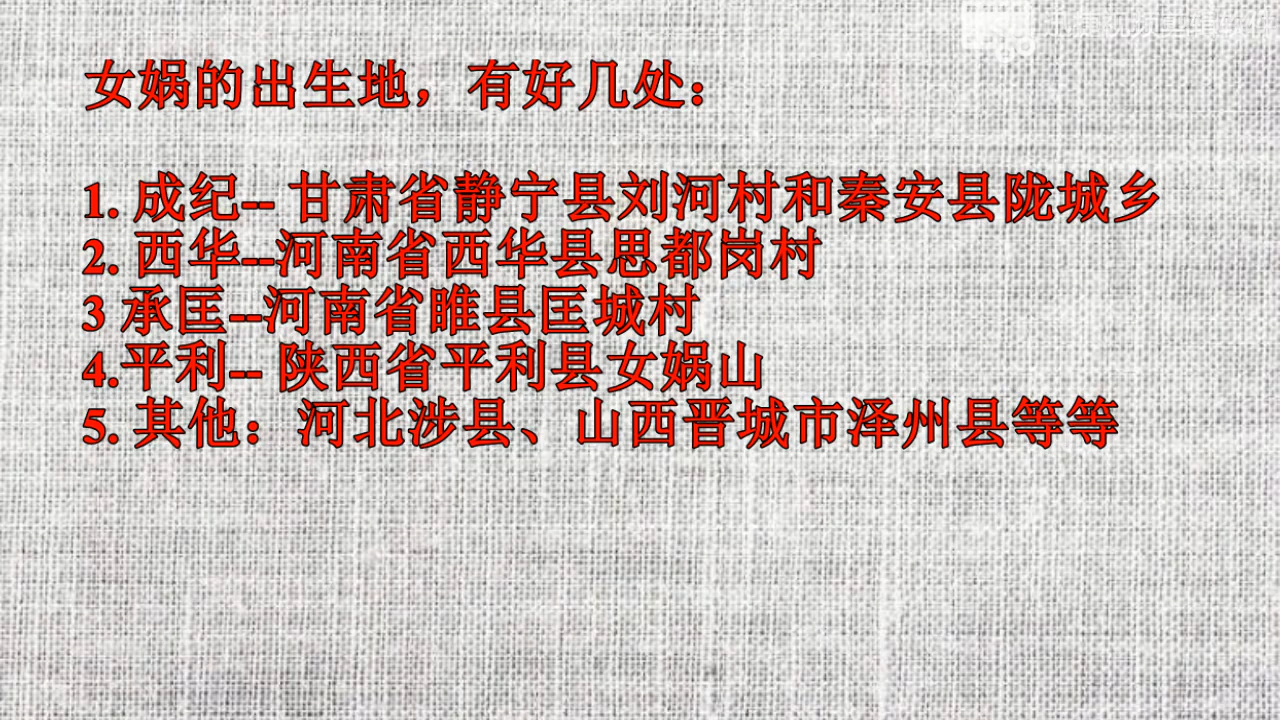 女娲的出生地，有好几处：
1. 成纪-- 甘肃省静宁县刘河村和秦安县陇城乡
2. 西华--河南省西华县思都岗村
3 承匡--河南省睢县匡城村
4.平利-- 陕西省平利县女娲山
5. 其他：河北涉县、山西晋城市泽州县等等